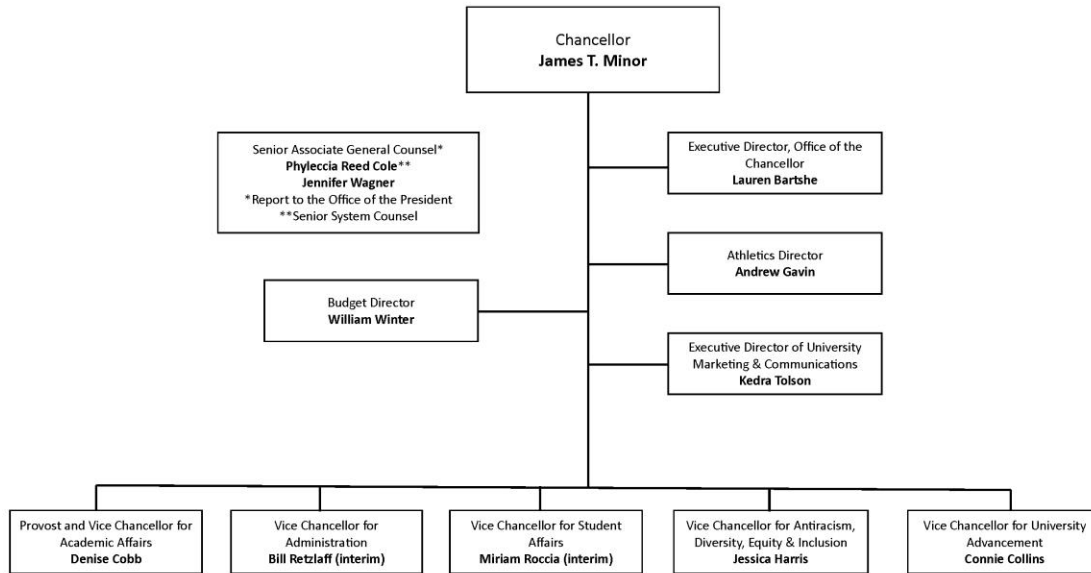 Chancellor
James T. Minor
Senior Associate General Counsel*
Phyleccia Reed Cole**
Jennifer Wagner
*Report to the Office of the President
**Senior System Counsel
Executive Director, Office of the
Chancellor
Lauren Bartshe
Athletics Director
Andrew Gavin
Budget Director
William Winter
Executive Director of University
Marketing & Communications
Kedra Tolson
Provost and Vice Chancellor for
Academic Affairs
Denise Cobb
Vice Chancellor for
Administration
Bill Retzlaff (interim)
Vice Chancellor for Student
Affairs
Miriam Roccia (interim)
Vice Chancellor for Antiracism,
Diversity, Equity & Inclusion
Jessica Harris
Vice Chancellor for University
Advancement
Connie Collins